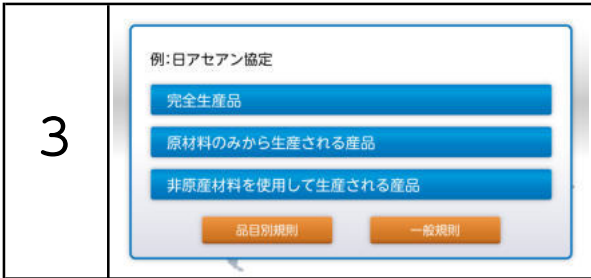 3
例:日アセアン協定
完全生産品
原材料のみから生産される産品
非原産材料を使用して生産される産品
品目別規則
一般規則